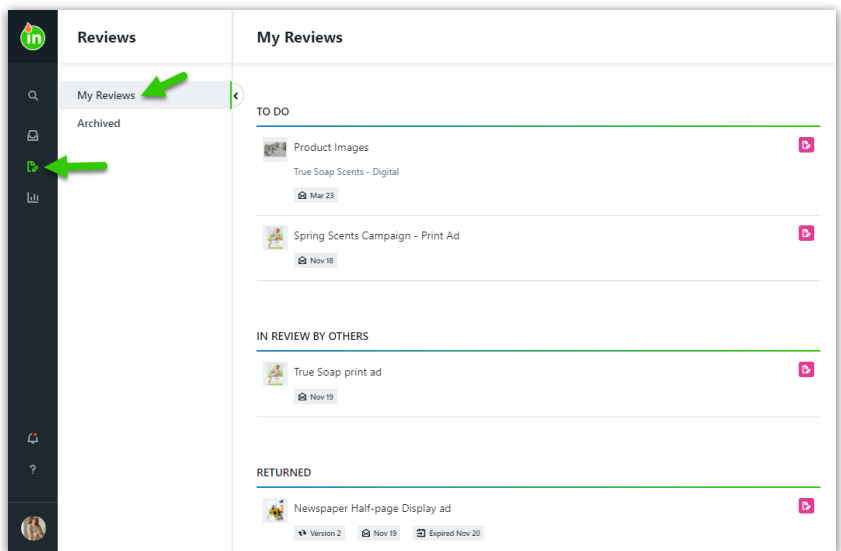 in
Reviews
My Reviews
My Reviews
Archived
TO DO
Product Images
True Soap Scents - Digital
Mar 23
Spring Scents Campaign - Print Ad
Nov 18
IN REVIEW BY OTHERS
True Soap print ad
Nov 19
RETURNED
Newspaper Half-page Display ad
Version 2 Nov 19 Expired Nov 20
?